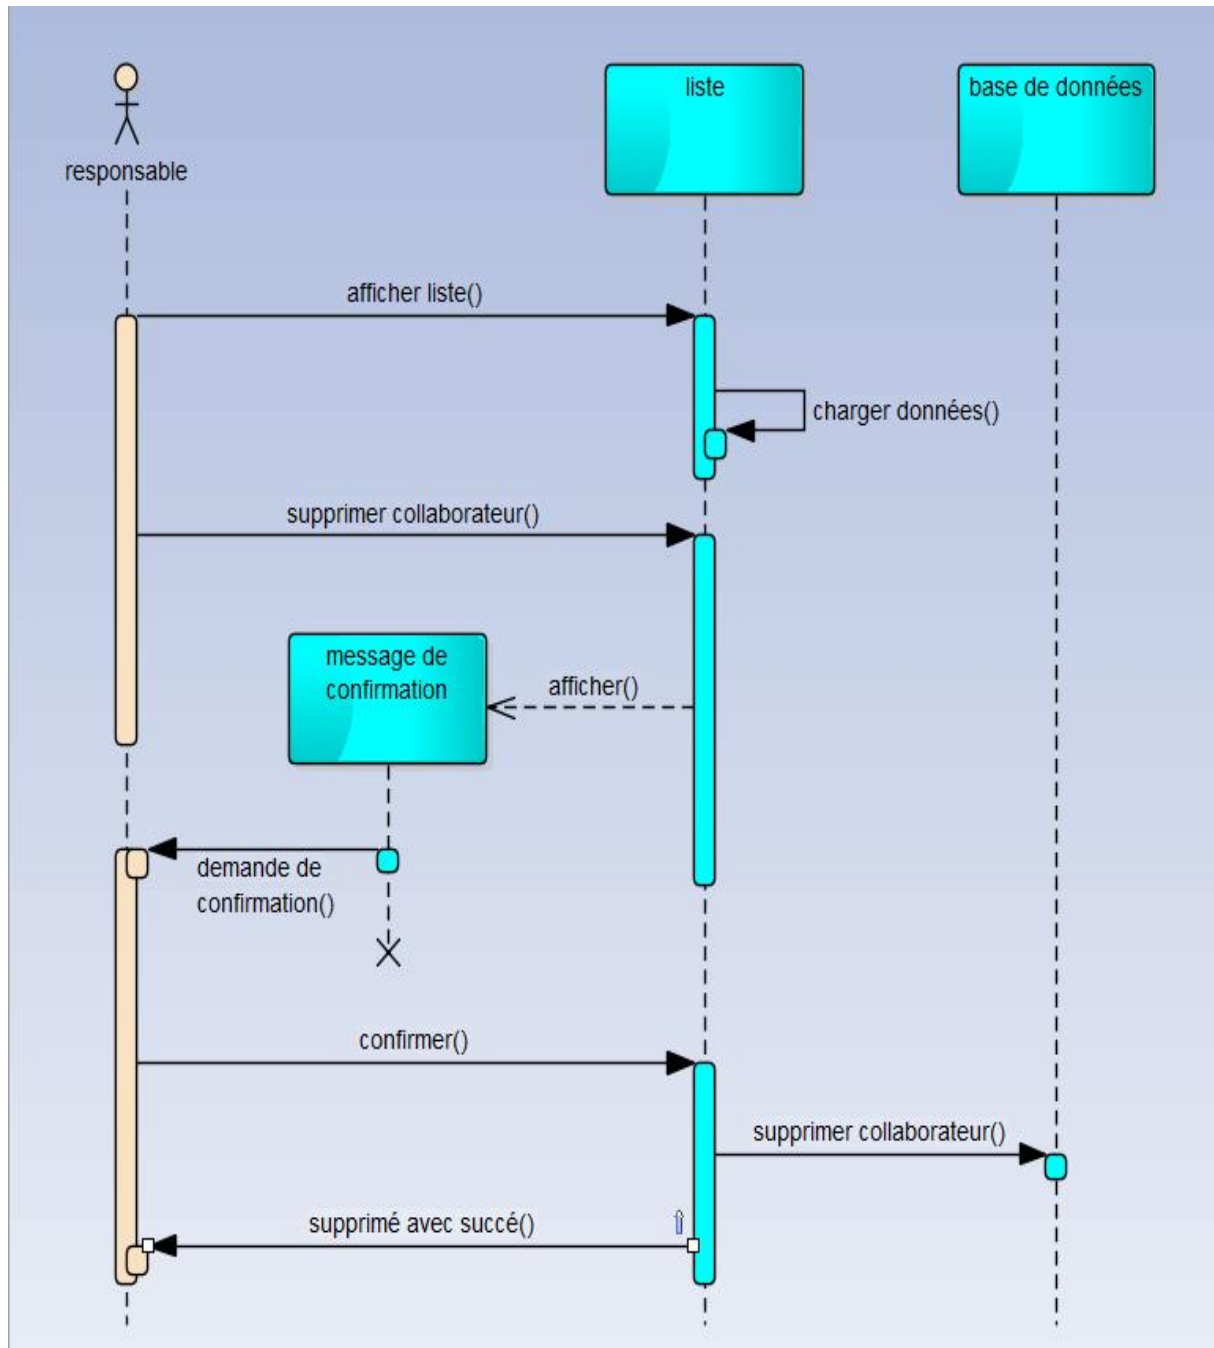 responsable
liste
base de données
afficher liste()
charger données()
supprimer collaborateur()
message de
confirmation
afficher()
demande de
confirmation()
confirmer()
supprimer collaborateur()
supprimé avec succé()